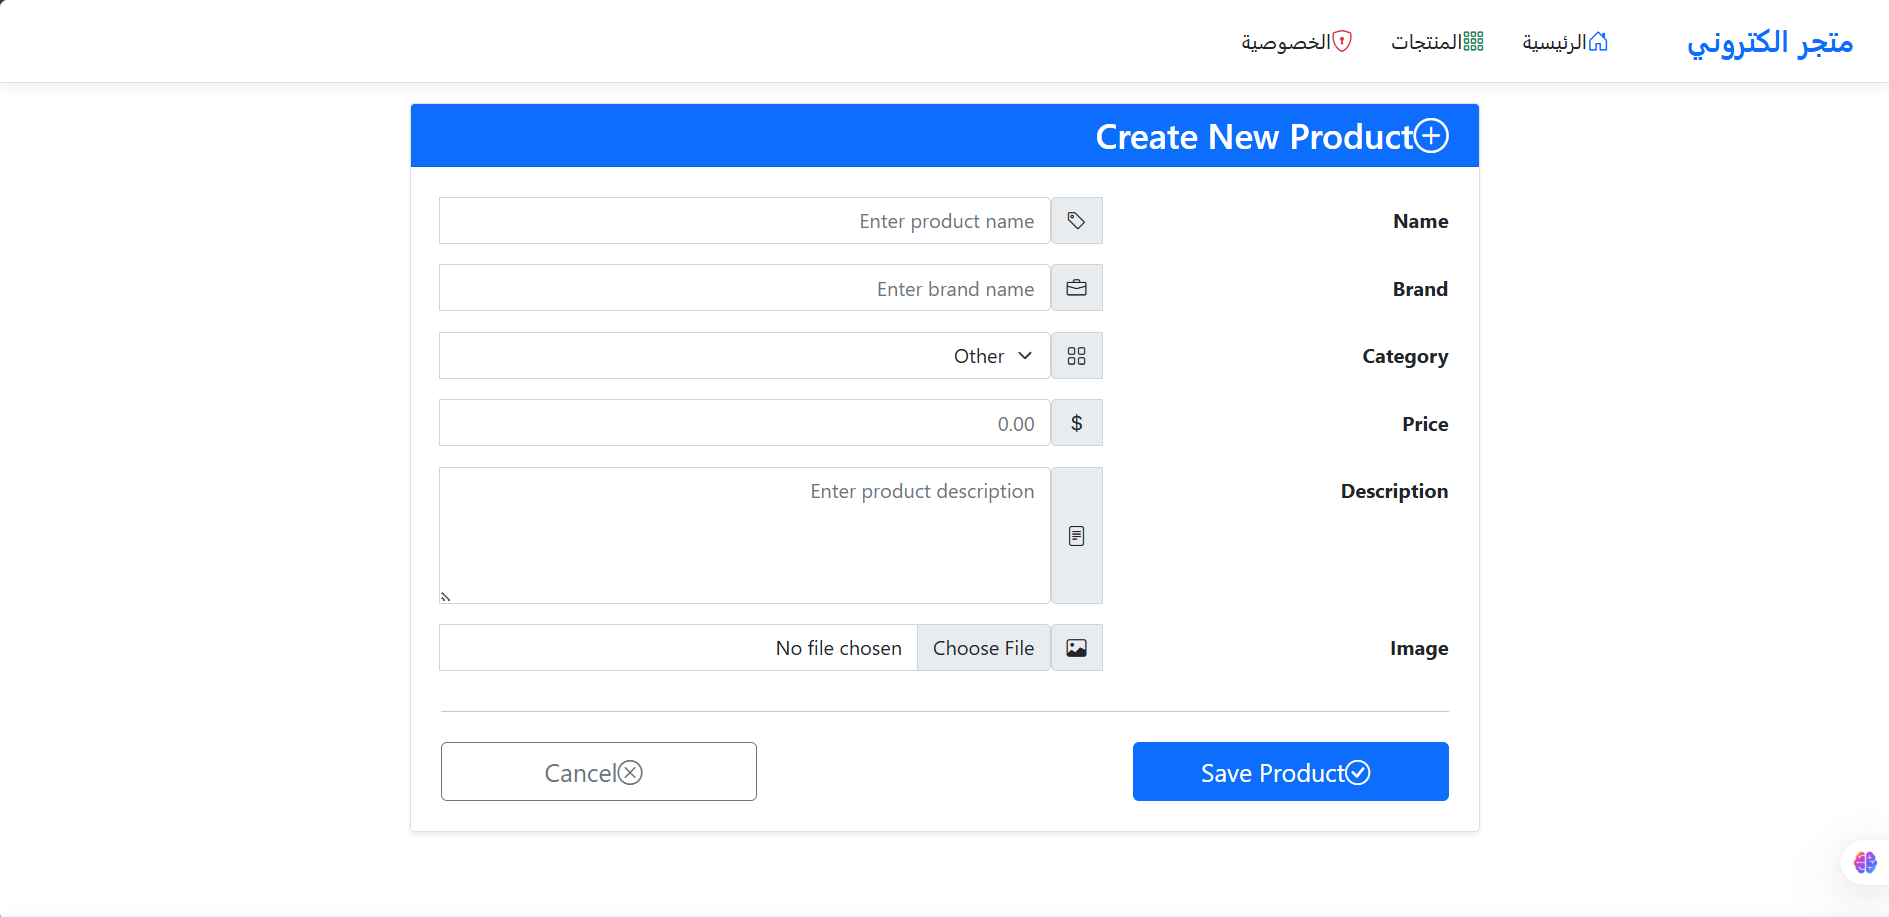 متجر الكتروني
الرئيسية
المنتجات
الخصوصية
Create New Product
Name
Enter product name
Brand
Enter brand name
Category
Other
Price
$
0.00
Description
Enter product description
Image
Choose File
No file chosen
Save Product
Cancel